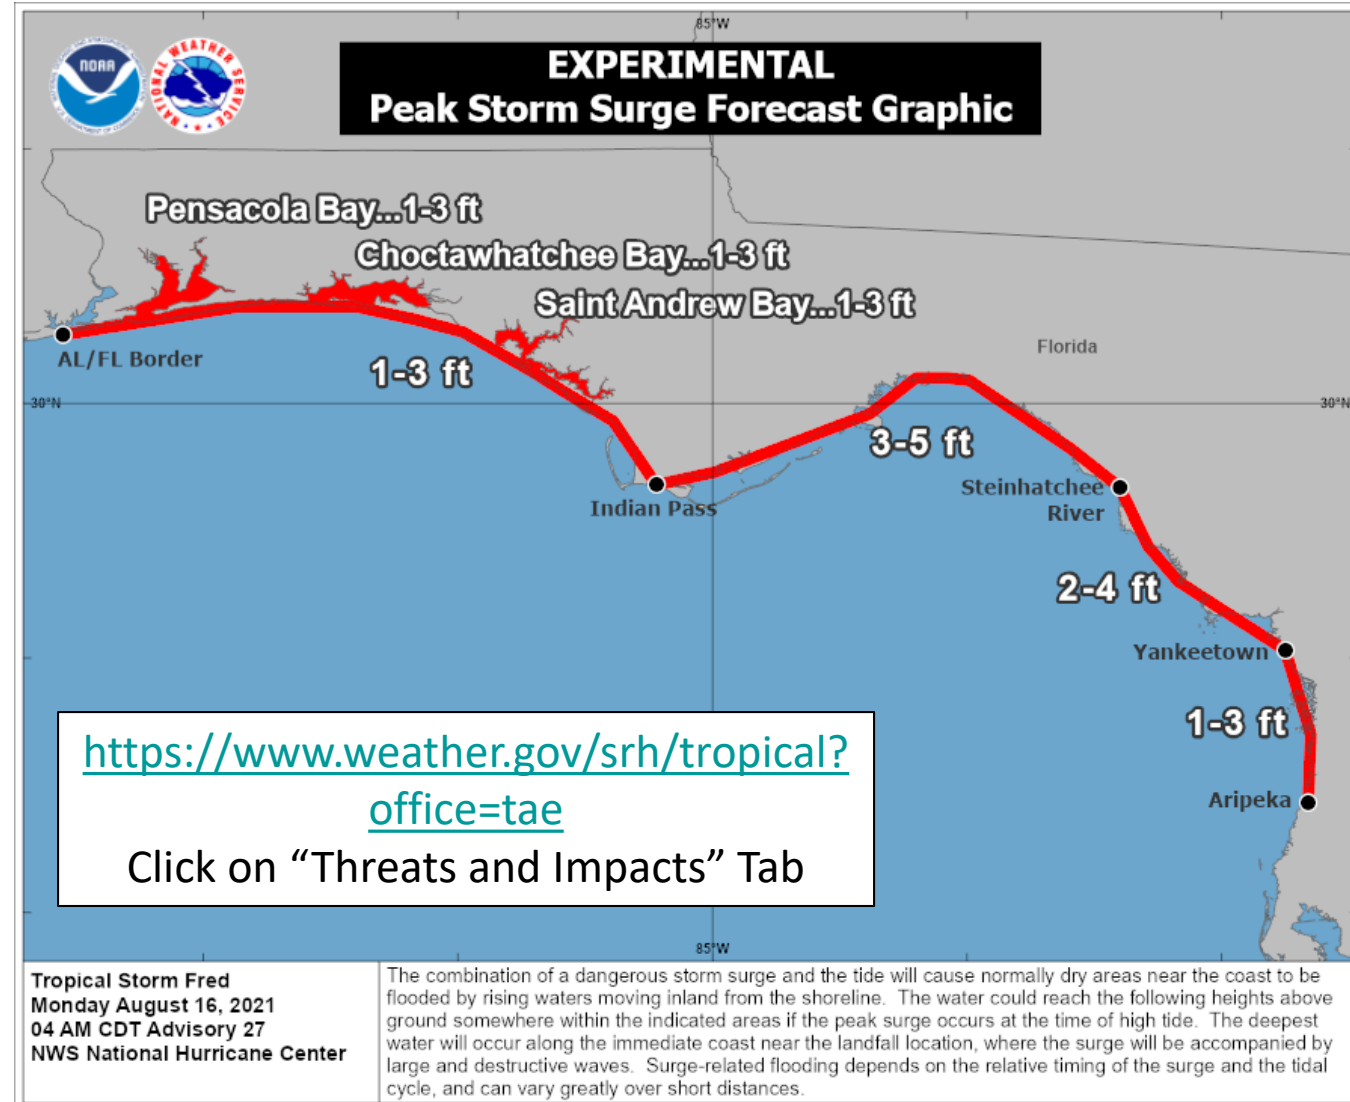 85°W
NOAA
NATIONAL WEATHER SERVICE
EXPERIMENTAL
Peak Storm Surge Forecast Graphic
Pensacola Bay...1-3 ft
Choctawhatchee Bay...1-3 ft
Saint Andrew Bay...1-3 ft
Florida
AL/FL Border
1-3 ft
30°N
30°N
3-5 ft
Steinhatchee
River
Indian Pass
2-4 ft
Yankeetown
1-3 ft
Aripeka
https://www.weather.gov/srh/tropical?
office=tae
Click on “Threats and Impacts” Tab
85°W
Tropical Storm Fred
Monday August 16, 2021
04 AM CDT Advisory 27
NWS National Hurricane Center
The combination of a dangerous storm surge and the tide will cause normally dry areas near the coast to be
flooded by rising waters moving inland from the shoreline.  The water could reach the following heights above
ground somewhere within the indicated areas if the peak surge occurs at the time of high tide.  The deepest
water will occur along the immediate coast near the landfall location, where the surge will be accompanied by
large and destructive waves.  Surge-related flooding depends on the relative timing of the surge and the tidal
cycle, and can vary greatly over short distances.